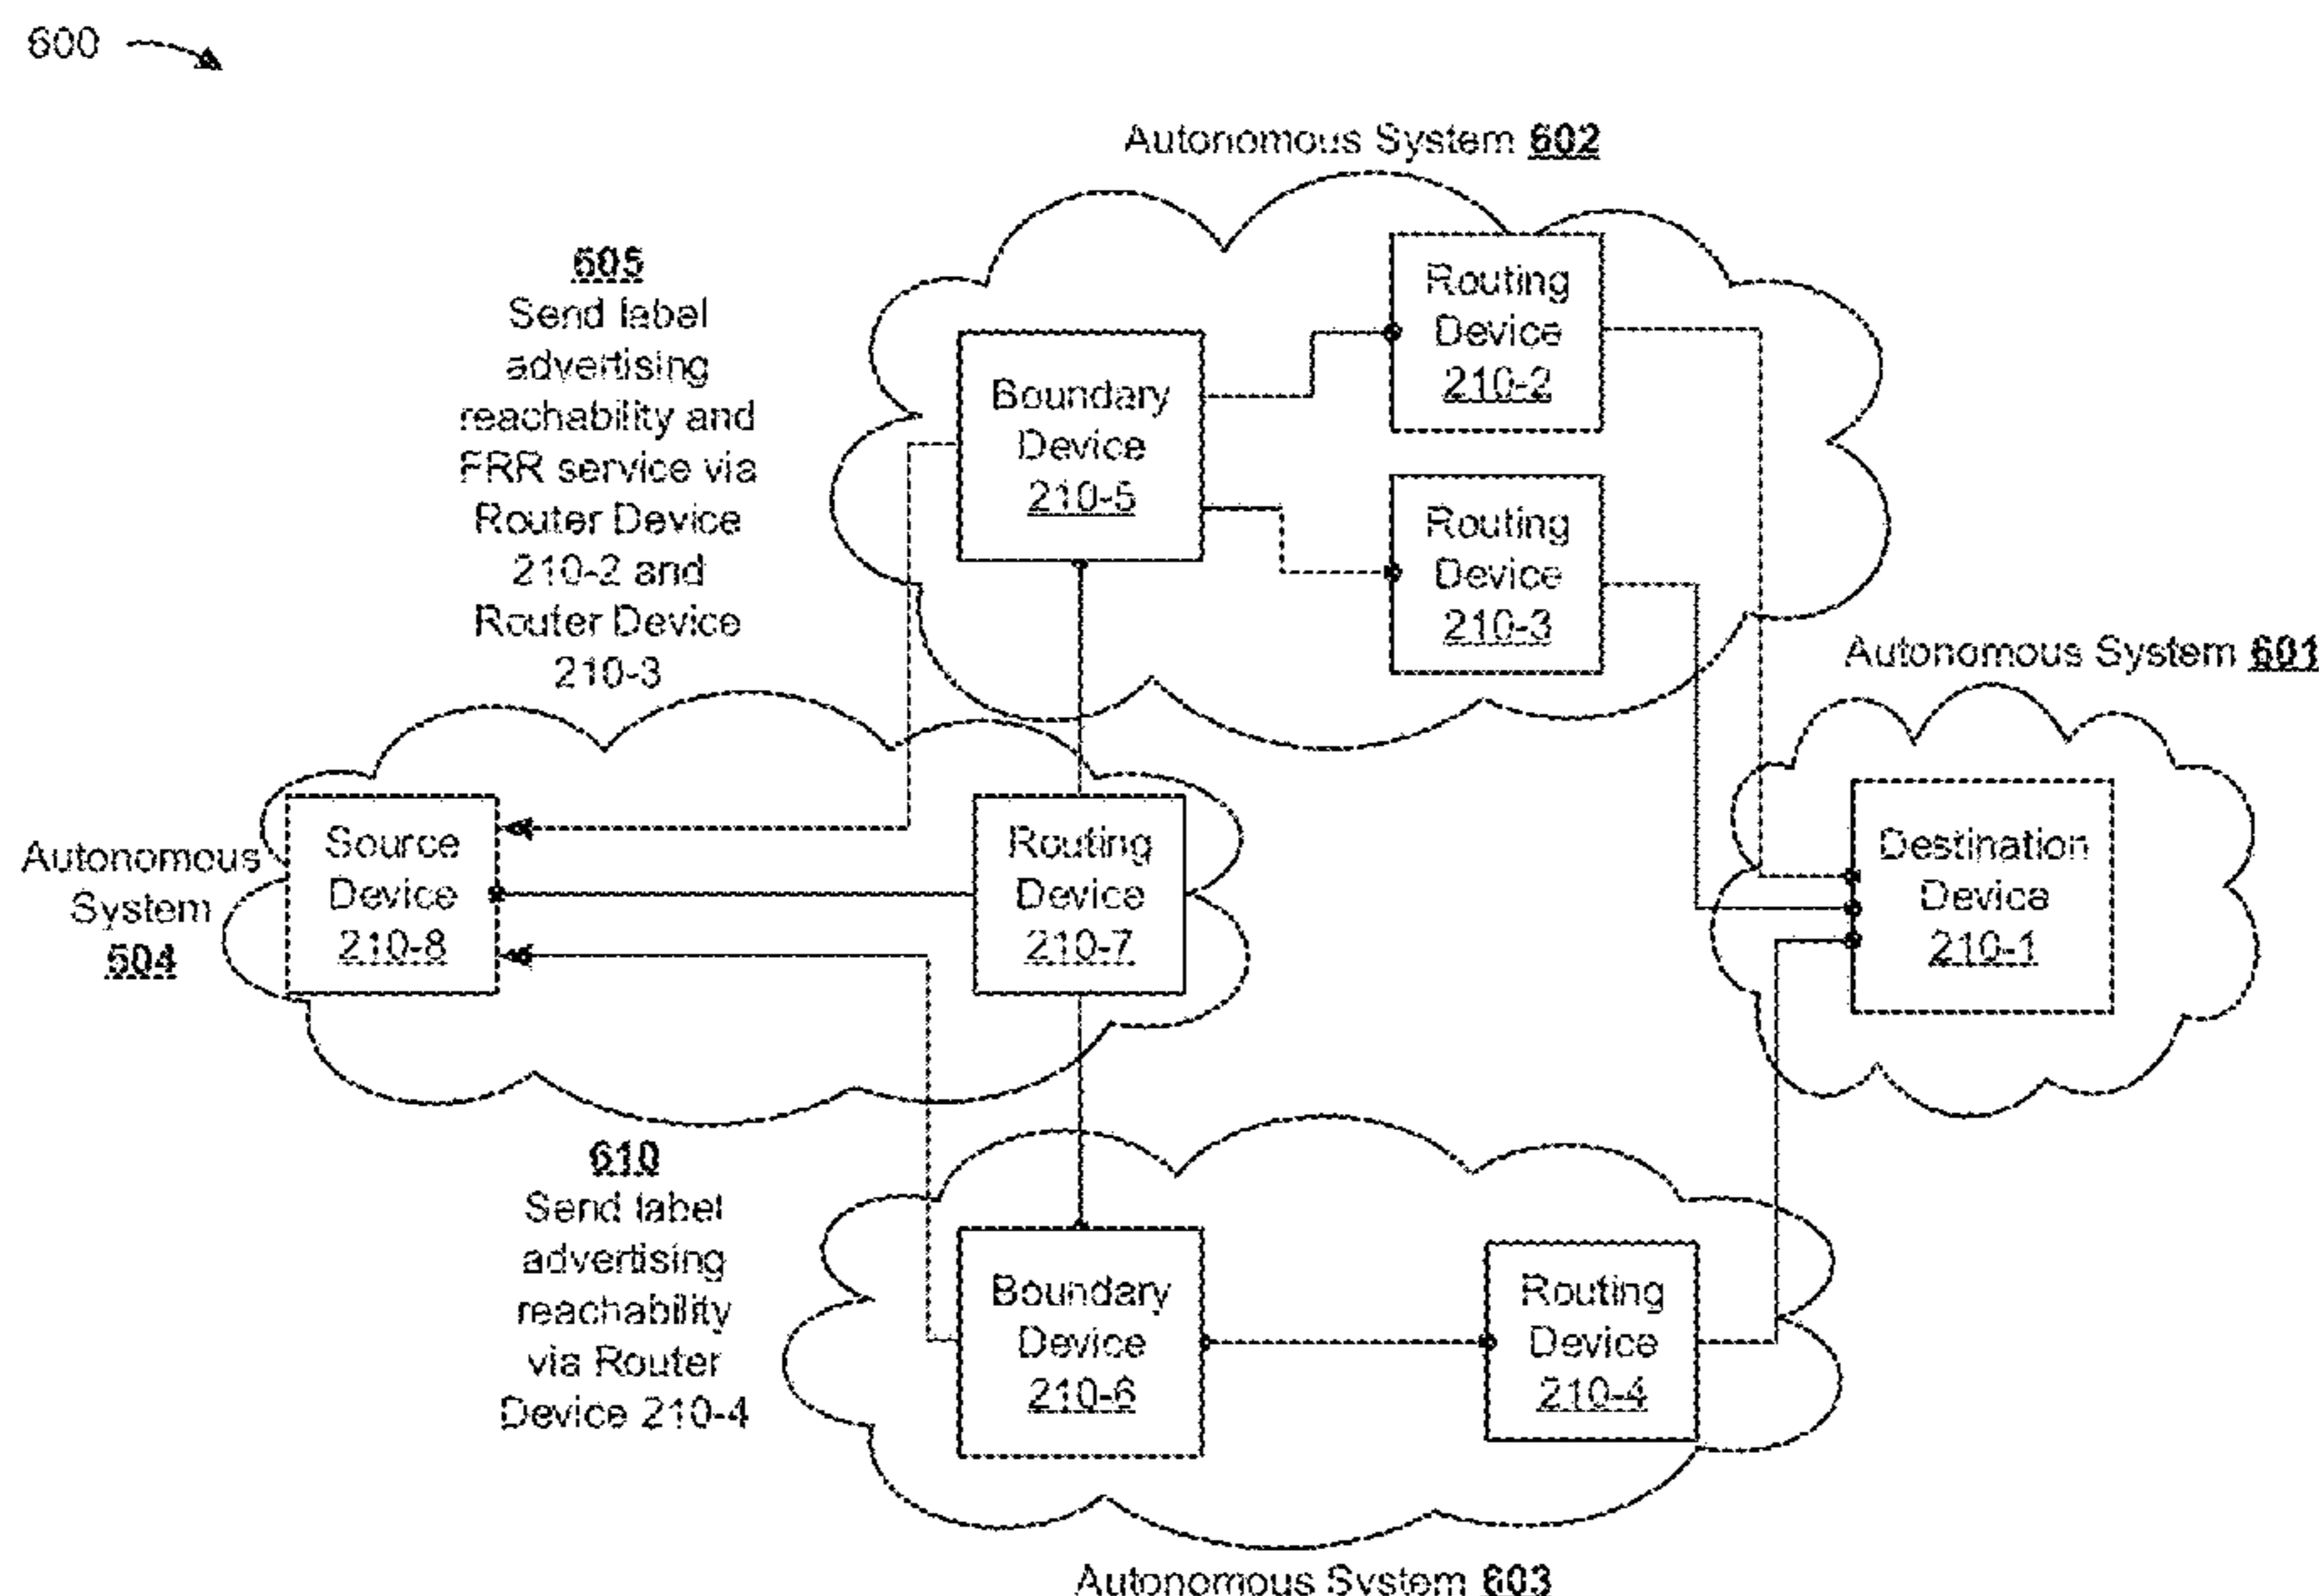 600
Autonomous System 602
605
Send label
advertising
reachability and
FRR service via
Router Device
210-2 and
Router Device
210-3
Boundary
Device
210-5
Routing
Device
210-2
Routing
Device
210-3
Autonomous System 601
Autonomous
System
604
Source
Device
210-8
Routing
Device
210-7
Destination
Device
210-1
610
Send label
advertising
reachability
via Router
Device 210-4
Boundary
Device
210-6
Routing
Device
210-4
Autonomous System 603